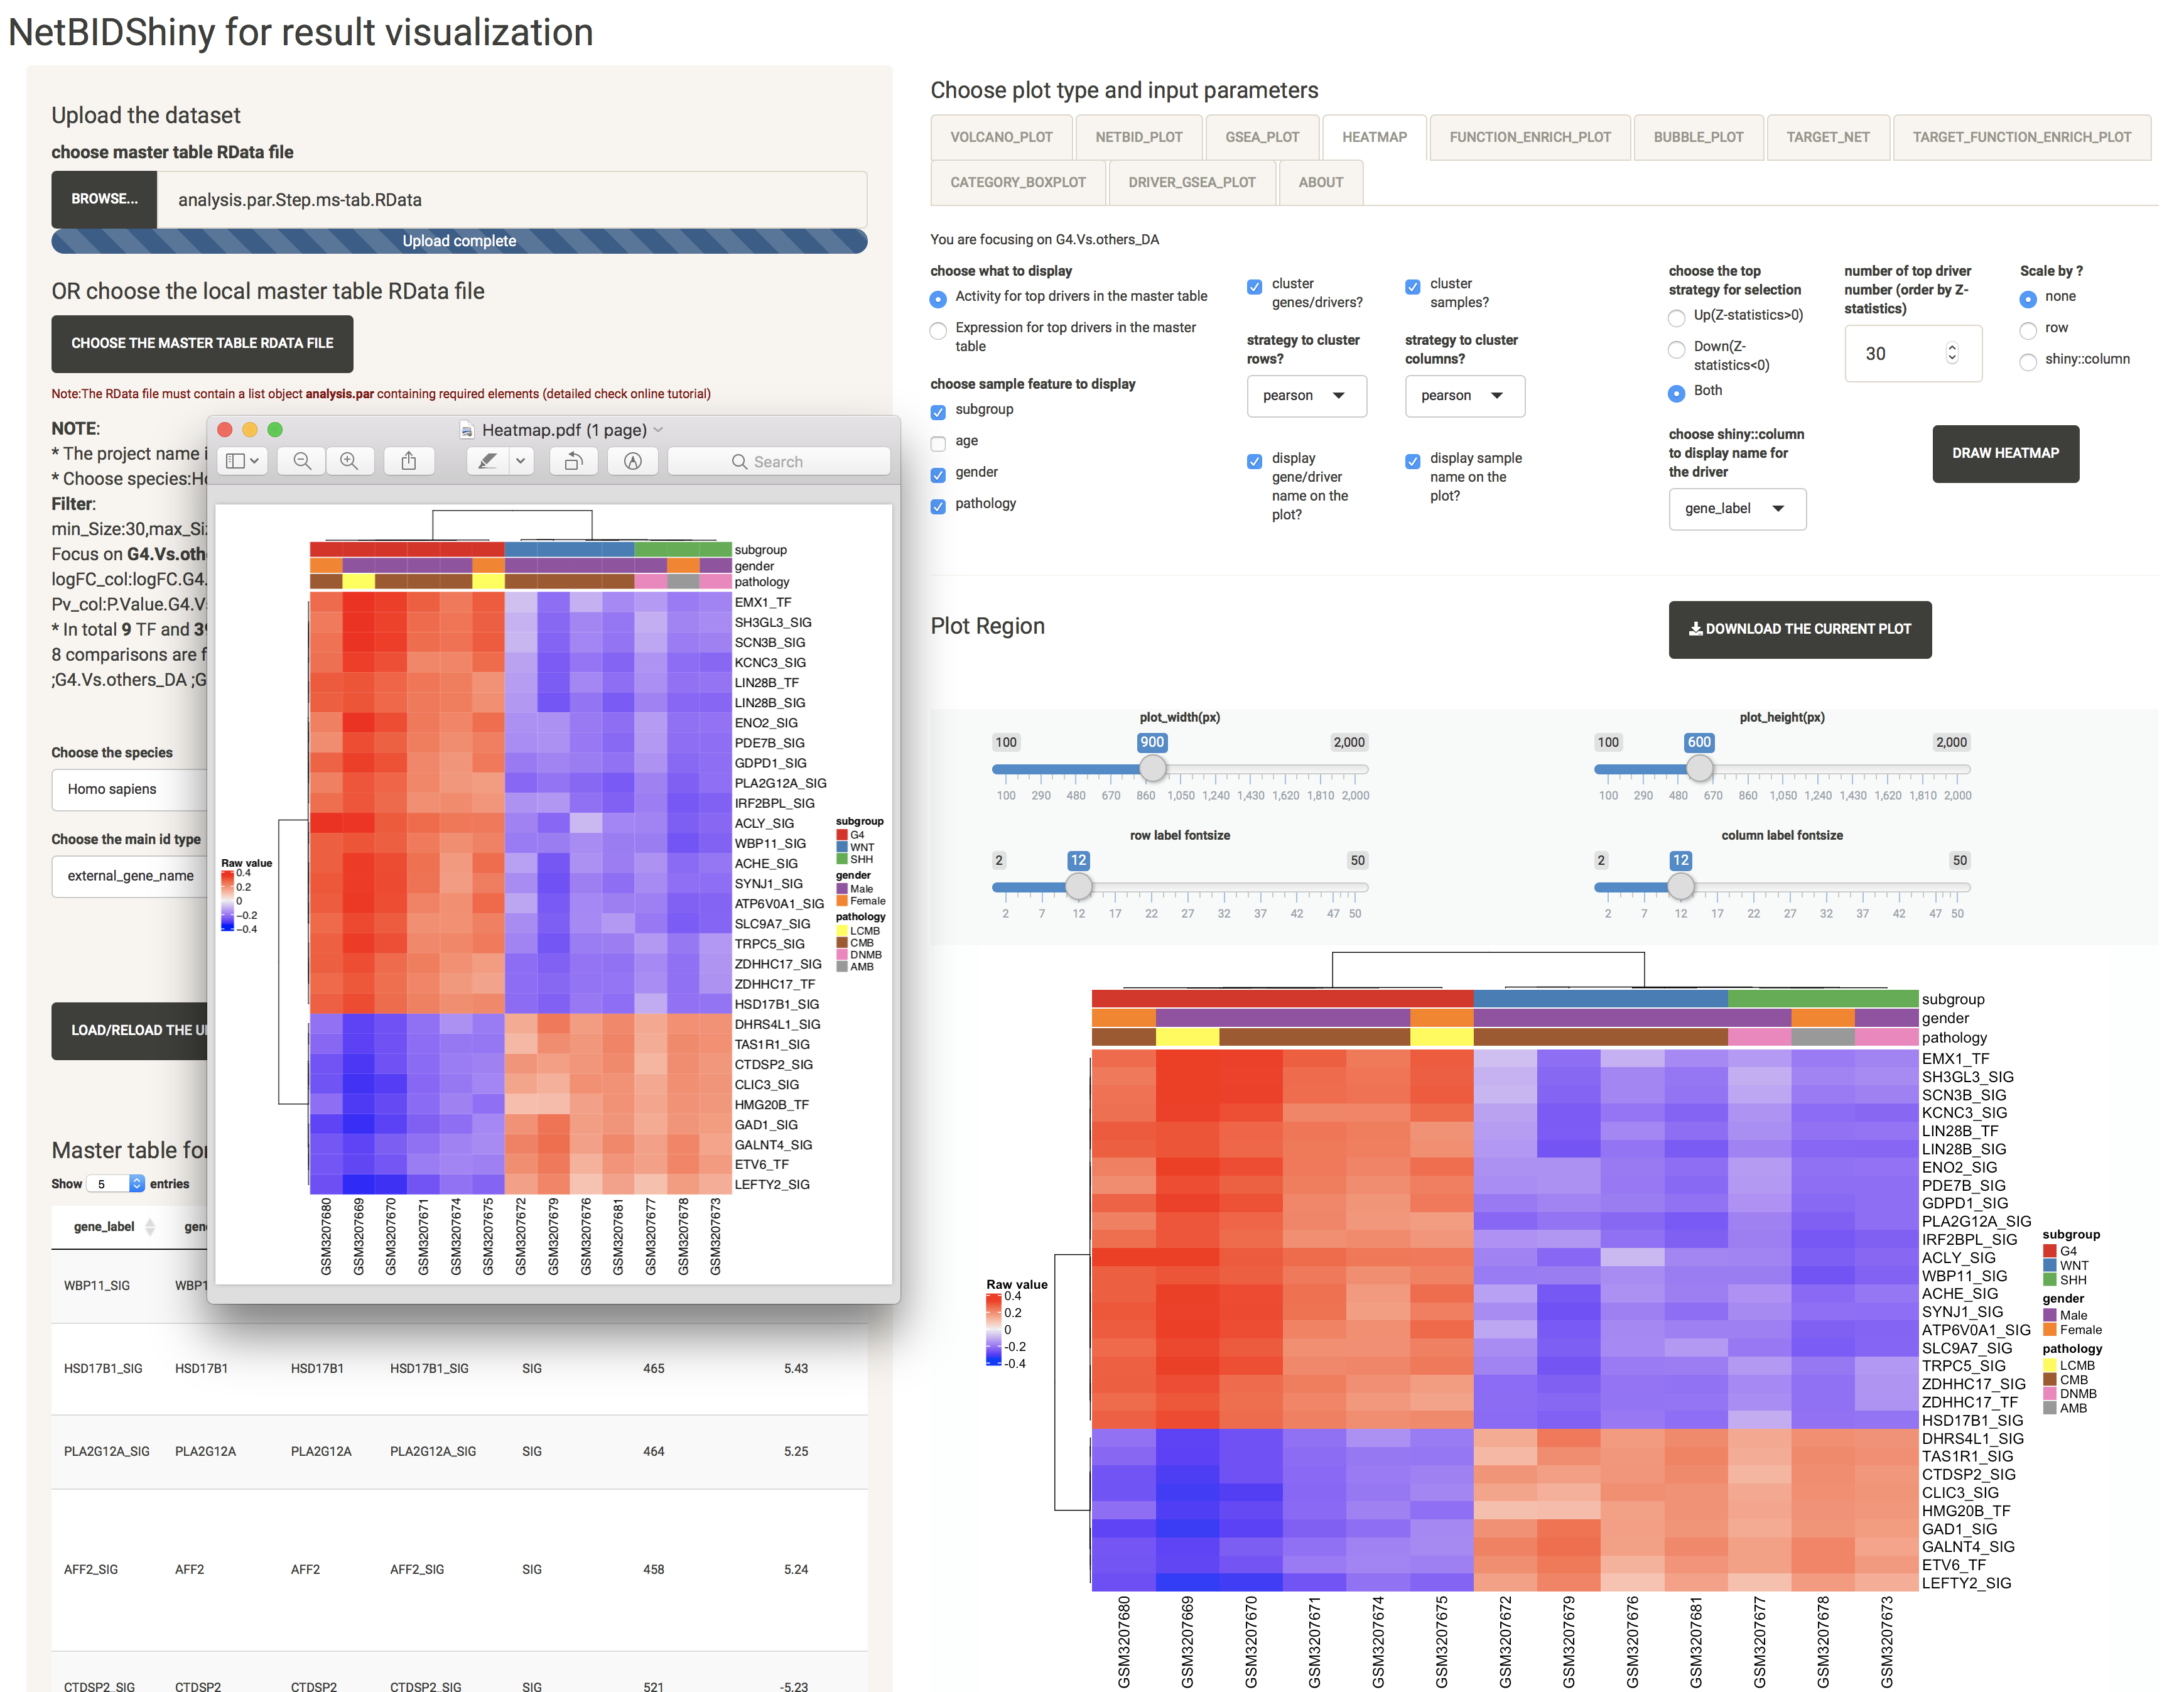 NetBIDShiny for result visualization
Upload the dataset
choose master table RData file
BROWSE...
analysis.par.Step.ms-tab.RData
Upload complete
OR choose the local master table RData file
CHOOSE THE MASTER TABLE RDATA FILE
Note:The RData file must contain a list object analysis.par containing required elements (detailed check online tutorial)
NOTE:
* The project name
* Choose species:
Filter:
min_Size:30,max_
Focus on G4.Vs.
logFC_col:logFC.G4.
Pv_col:P.Value.G4.
* In total 9 TF and
8 comparisons are
;G4.Vs.others_DA ;G
Choose the species
Homo sapiens
Choose the main id type
external_gene_name
LOAD/RELOAD THE
Master table
Show 5 entries
gene_label
WBP11_SIG
HSD17B1_SIG HSD17B1 HSD17B1 HSD17B1_SIG SIG 465 5.43
PLA2G12A_SIG PLA2G12A PLA2G12A PLA2G12A_SIG SIG 464 5.25
AFF2_SIG AFF2 AFF2 AFF2_SIG SIG 458 5.24
CTDSP2_SIG CTDSP2 CTDSP2 CTDSP2_SIG SIG 521 -5.23
Heatmap.pdf (1 page)
Search
subgroup
gender
pathology
EMX1_TF
SH3GL3_SIG
SCN3B_SIG
KCNC3_SIG
LIN28B_TF
LIN28B_SIG
ENO2_SIG
PDE7B_SIG
GDPD1_SIG
PLA2G12A_SIG
IRF2BPL_SIG
ACLY_SIG
WBP11_SIG
ACHE_SIG
SYNJ1_SIG
ATP6V0A1_SIG
SLC9A7_SIG
TRPC5_SIG
ZDHHC17_SIG
ZDHHC17_TF
HSD17B1_SIG
DHRS4L1_SIG
TAS1R1_SIG
CTDSP2_SIG
CLIC3_SIG
HMG20B_TF
GAD1_SIG
GALNT4_SIG
ETV6_TF
LEFTY2_SIG
Raw value
0.4
0.2
0
−0.2
−0.4
subgroup
G4
WNT
SHH
gender
Male
Female
pathology
LCMB
CMB
DNMB
AMB
GSM3207680
GSM3207669
GSM3207670
GSM3207671
GSM3207674
GSM3207675
GSM3207672
GSM3207679
GSM3207676
GSM3207681
GSM3207677
GSM3207678
GSM3207673
Choose plot type and input parameters
VOLCANO_PLOT NETBID_PLOT GSEA_PLOT HEATMAP FUNCTION_ENRICH_PLOT BUBBLE_PLOT TARGET_NET TARGET_FUNCTION_ENRICH_PLOT
CATEGORY_BOXPLOT DRIVER_GSEA_PLOT ABOUT
You are focusing on G4.Vs.others_DA
choose what to display
Activity for top drivers in the master table
Expression for top drivers in the master
table
choose sample feature to display
subgroup
age
gender
pathology
cluster
genes/drivers?
strategy to cluster
rows?
pearson
display
gene/driver
name on the
plot?
cluster
samples?
strategy to cluster
columns?
pearson
display sample
name on the
plot?
choose the top
strategy for selection
Up(Z-statistics>0)
Down(Z-
statistics<0)
Both
choose shiny::column
to display name for
the driver
gene_label
number of top driver
number (order by Z-
statistics)
30
Scale by ?
none
row
shiny::column
DRAW HEATMAP
Plot Region
DOWNLOAD THE CURRENT PLOT
plot_width(px)
100 900 2,000
100 290 480 670 860 1,050 1,240 1,430 1,620 1,810 2,000
plot_height(px)
100 600 2,000
100 290 480 670 860 1,050 1,240 1,430 1,620 1,810 2,000
row label fontsize
2 12 50
2 7 12 17 22 27 32 37 42 47 50
column label fontsize
2 12 50
2 7 12 17 22 27 32 37 42 47 50
subgroup
gender
pathology
EMX1_TF
SH3GL3_SIG
SCN3B_SIG
KCNC3_SIG
LIN28B_TF
LIN28B_SIG
ENO2_SIG
PDE7B_SIG
GDPD1_SIG
PLA2G12A_SIG
IRF2BPL_SIG
ACLY_SIG
WBP11_SIG
ACHE_SIG
SYNJ1_SIG
ATP6V0A1_SIG
SLC9A7_SIG
TRPC5_SIG
ZDHHC17_SIG
ZDHHC17_TF
HSD17B1_SIG
DHRS4L1_SIG
TAS1R1_SIG
CTDSP2_SIG
CLIC3_SIG
HMG20B_TF
GAD1_SIG
GALNT4_SIG
ETV6_TF
LEFTY2_SIG
Raw value
0.4
0.2
0
-0.2
-0.4
subgroup
G4
WNT
SHH
gender
Male
Female
pathology
LCMB
CMB
DNMB
AMB
GSM3207680
GSM3207669
GSM3207670
GSM3207671
GSM3207674
GSM3207675
GSM3207672
GSM3207679
GSM3207676
GSM3207681
GSM3207677
GSM3207678
GSM3207673